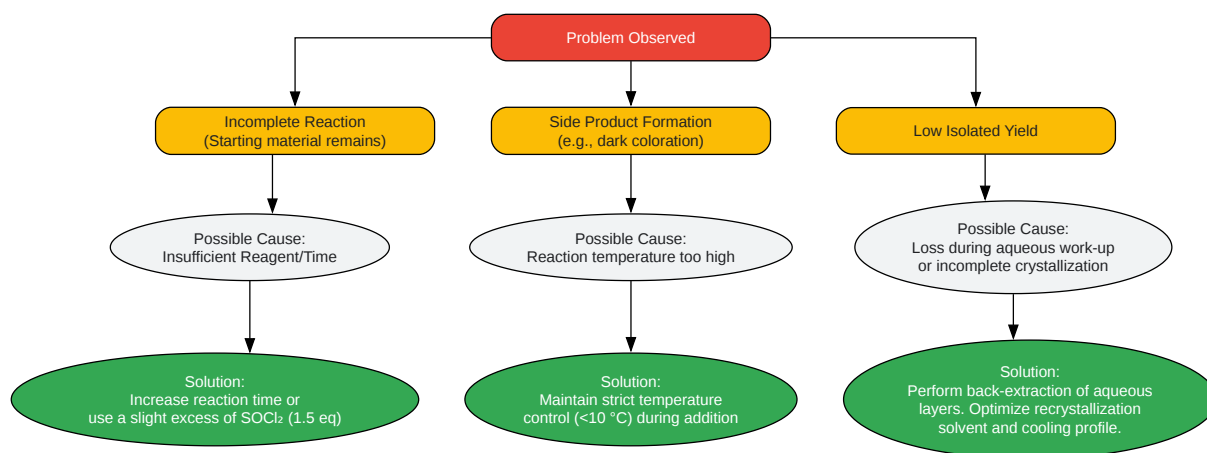 Problem Observed
Incomplete Reaction
(Starting material remains)
Side Product Formation
(e.g., dark coloration)
Low Isolated Yield
Possible Cause:
Insufficient Reagent/Time
Possible Cause:
Reaction temperature too high
Possible Cause:
Loss during aqueous work-up
or incomplete crystallization
Solution:
Increase reaction time or
use a slight excess of SOCl₂ (1.5 eq)
Solution:
Maintain strict temperature
control (<10 °C) during addition
Solution:
Perform back-extraction of aqueous
layers. Optimize recrystallization
solvent and cooling profile.